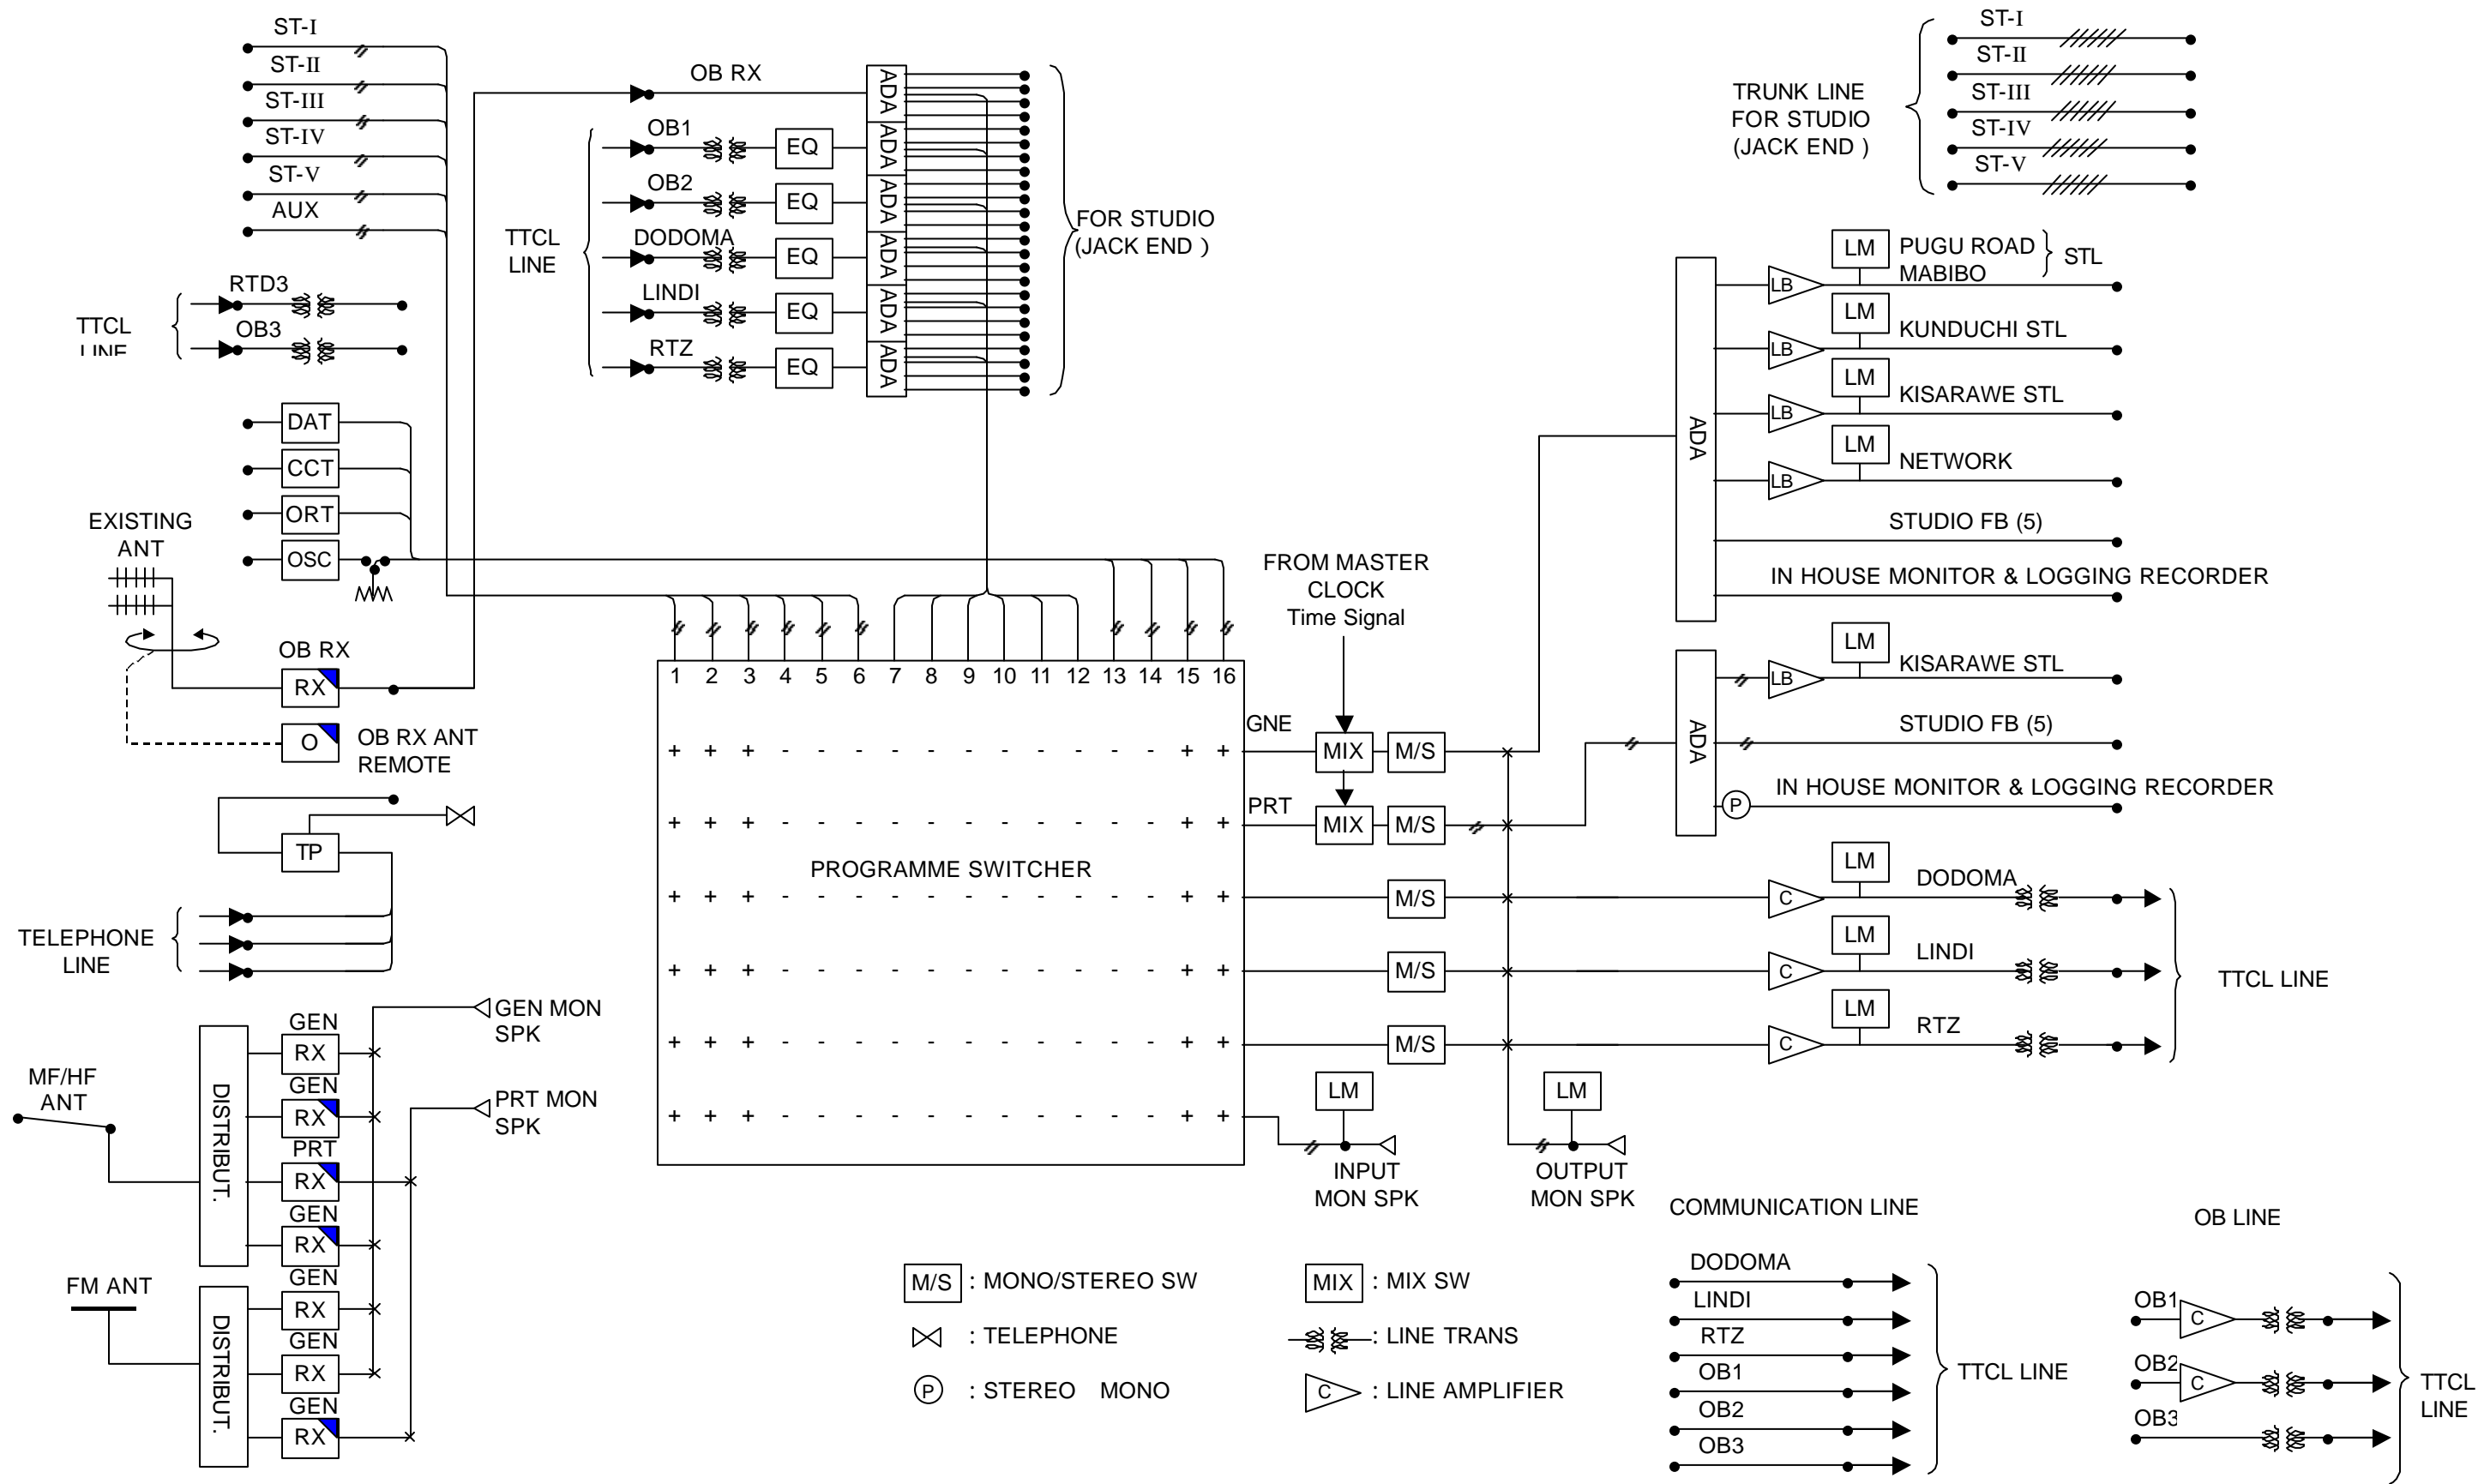 ST-I
ST-II
ST-III
ST-IV
ST-V
AUX
TTCL
LINE
RTD3
OB3
DAT
CCT
ORT
OSC
EXISTING
ANT
OB RX
RX
O
OB RX ANT
REMOTE
TP
TELEPHONE
LINE
GEN MON
SPK
PRT MON
SPK
MF/HF
ANT
DISTRIBUT.
GEN
RX
GEN
RX
PRT
RX
GEN
RX
FM ANT
DISTRIBUT.
GEN
RX
GEN
RX
GEN
RX
OB RX
ADA
TTCL
LINE
OB1
EQ
ADA
OB2
EQ
ADA
DODOMA
EQ
ADA
LINDI
EQ
ADA
RTZ
EQ
ADA
FOR STUDIO
(JACK END )
TRUNK LINE
FOR STUDIO
(JACK END )
ST-I
ST-II
ST-III
ST-IV
ST-V
FROM MASTER
CLOCK
Time Signal
1 2 3 4 5 6 7 8 9 10 11 12 13 14 15 16
+ + + - - - - - - - - - - - + +
+ + + - - - - - - - - - - - + +
PROGRAMME SWITCHER
+ + + - - - - - - - - - - - + +
+ + + - - - - - - - - - - - + +
+ + + - - - - - - - - - - - + +
+ + + - - - - - - - - - - - + +
GNE
MIX
M/S
PRT
MIX
M/S
M/S
M/S
M/S
LM
INPUT
MON SPK
LM
OUTPUT
MON SPK
ADA
LB
LM
PUGU ROAD
MABIBO
STL
LB
LM
KUNDUCHI STL
LB
LM
KISARAWE STL
LB
LM
NETWORK
STUDIO FB (5)
IN HOUSE MONITOR & LOGGING RECORDER
ADA
LB
LM
KISARAWE STL
STUDIO FB (5)
P
IN HOUSE MONITOR & LOGGING RECORDER
C
LM
DODOMA
C
LM
LINDI
C
LM
RTZ
TTCL LINE
M/S : MONO/STEREO SW
: TELEPHONE
P : STEREO MONO
MIX : MIX SW
: LINE TRANS
C : LINE AMPLIFIER
COMMUNICATION LINE
DODOMA
LINDI
RTZ
OB1
OB2
OB3
TTCL LINE
OB LINE
OB1
C
OB2
C
OB3
TTCL
LINE